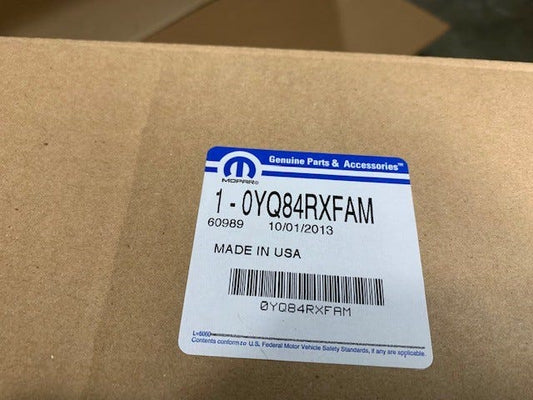 Genuine Parts & Accessories™
MOPAR®
1 - 0YQ84RXFAM
60989 10/01/2013
MADE IN USA
0YQ84RXFAM
L=6060
Contents conform to U.S. Federal Motor Vehicle Safety Standards, if any are applicable.